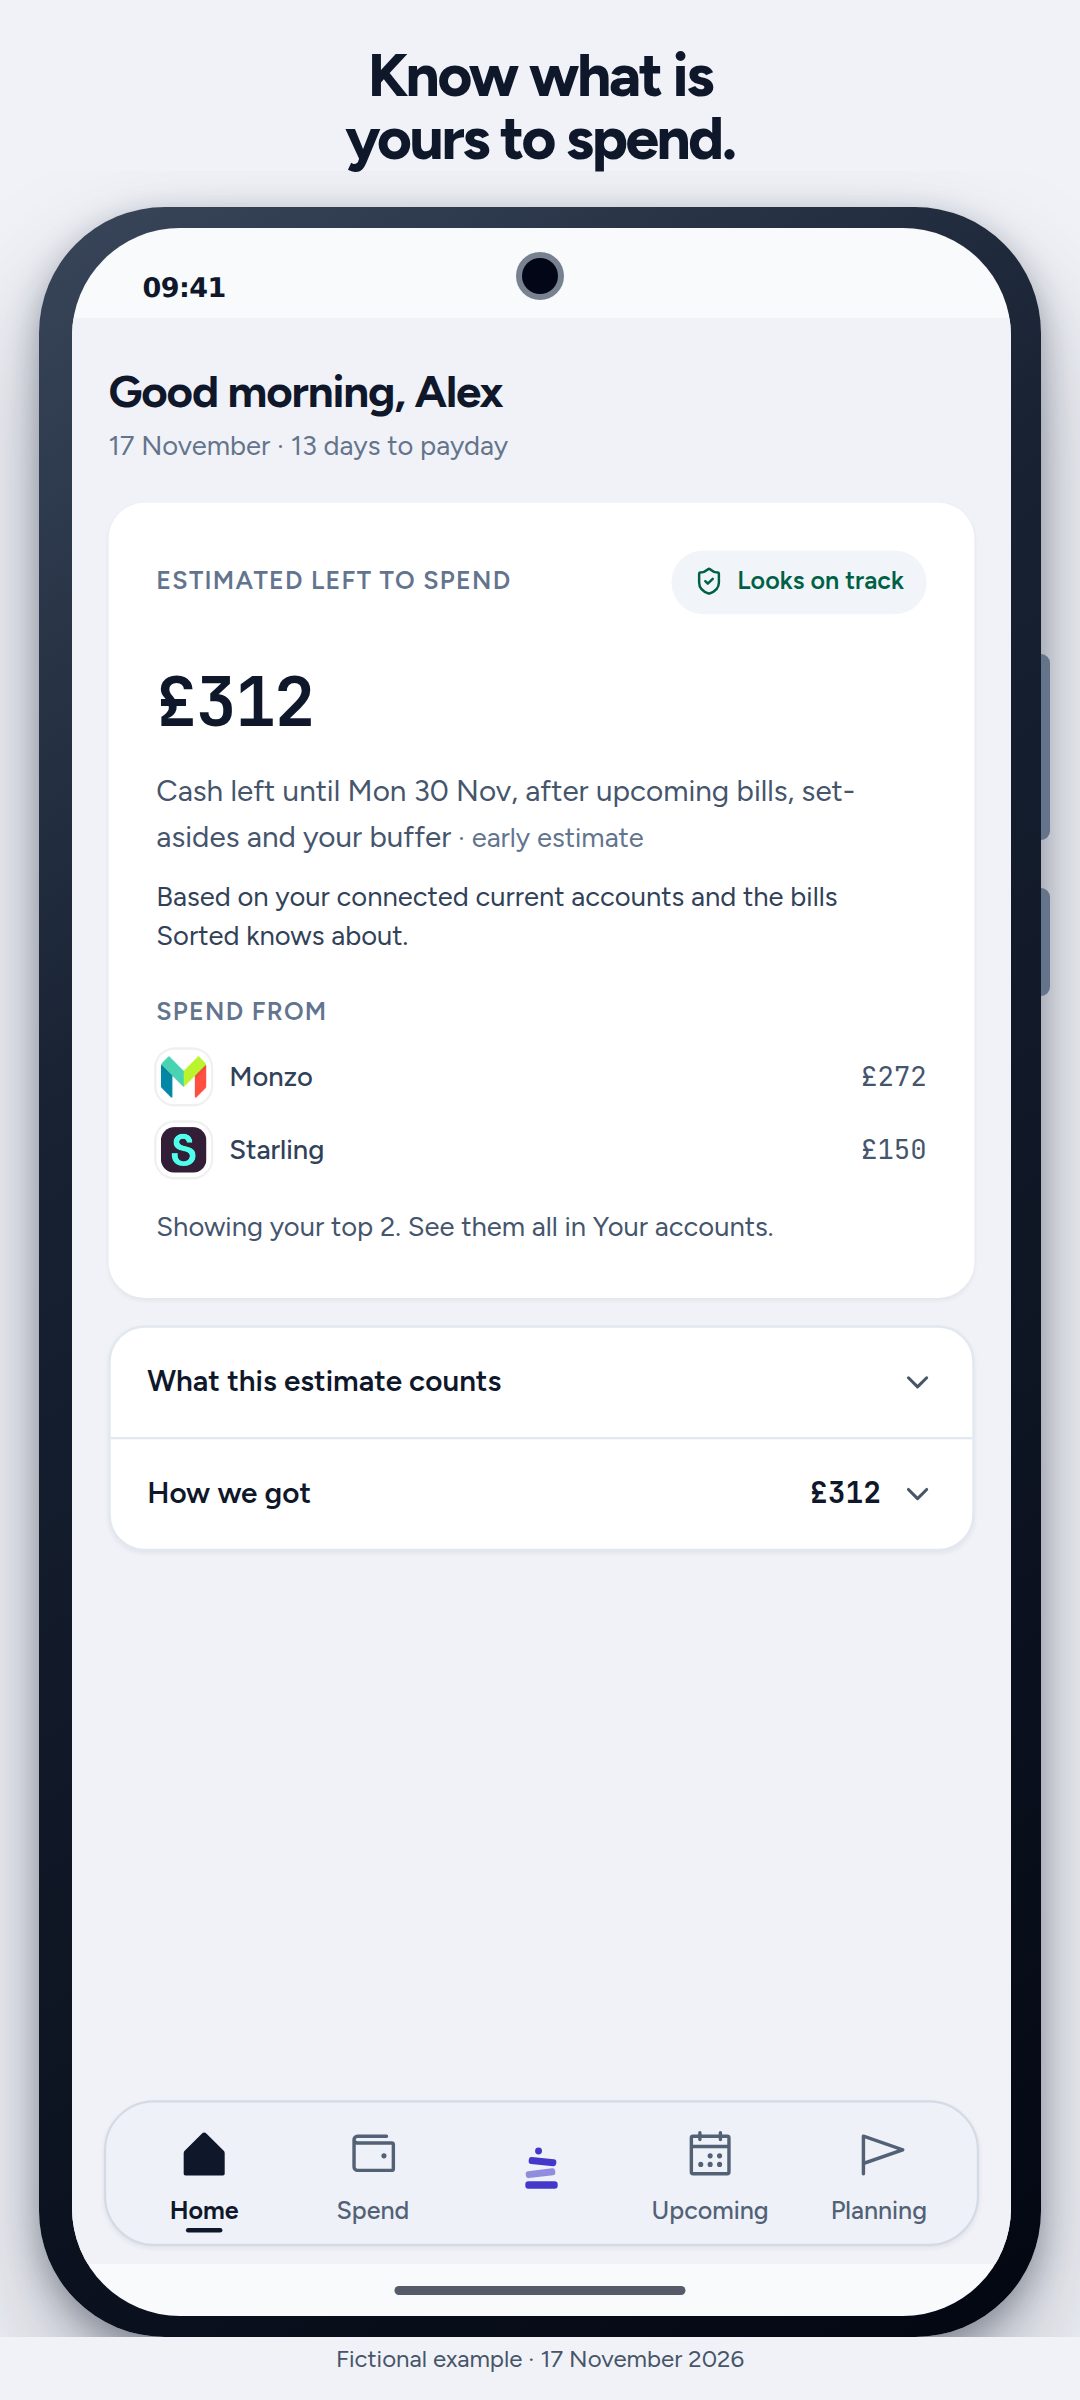 Know what is
yours to spend.
09:41
Good morning, Alex
17 November · 13 days to payday
ESTIMATED LEFT TO SPEND
Looks on track
£312
Cash left until Mon 30 Nov, after upcoming bills, set-
asides and your buffer · early estimate
Based on your connected current accounts and the bills
Sorted knows about.
SPEND FROM
Monzo £272
Starling £150
Showing your top 2. See them all in Your accounts.
What this estimate counts
How we got £312
Home Spend Upcoming Planning
Fictional example · 17 November 2026